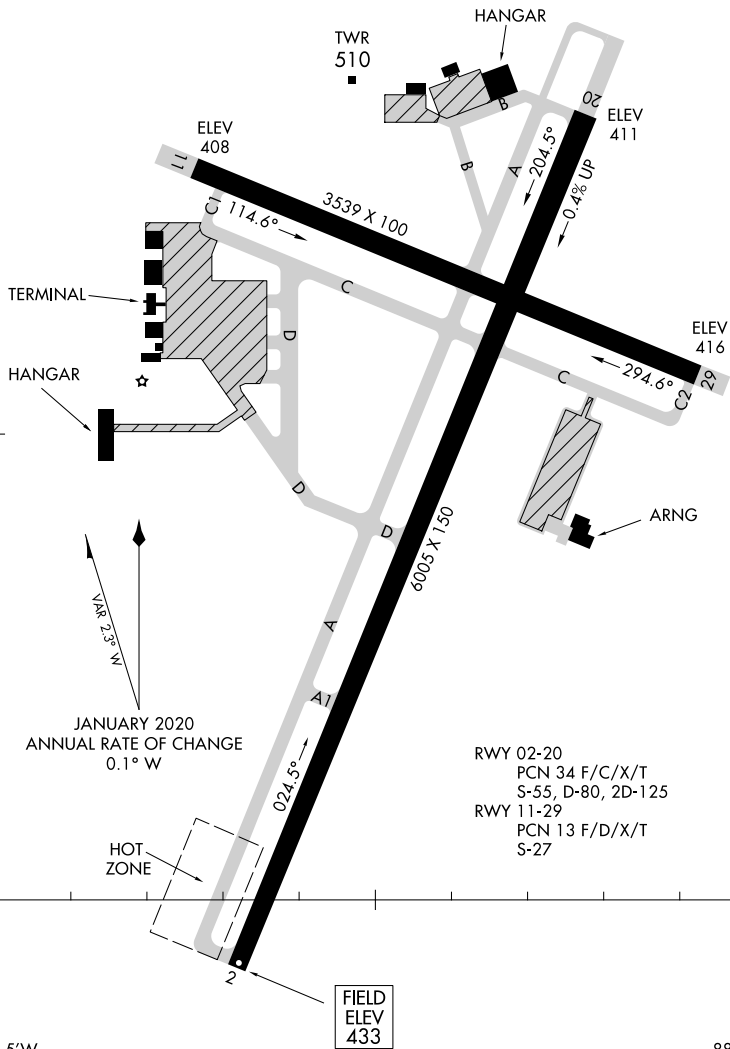 HANGAR
TWR
510
20
B
ELEV
411
ELEV
408
11
A
204.5°
0.4% UP
B
C1
114.6°
3539 X 100
TERMINAL
C
D
ELEV
416
HANGAR
C
294.6°
29
C2
D
D
ARNG
6005 X 150
VAR 2.3° W
A
JANUARY 2020
ANNUAL RATE OF CHANGE
0.1° W
A1
024.5°
RWY 02-20
PCN 34 F/C/X/T
S-55, D-80, 2D-125
RWY 11-29
PCN 13 F/D/X/T
S-27
HOT
ZONE
2
FIELD
ELEV
433
5'W